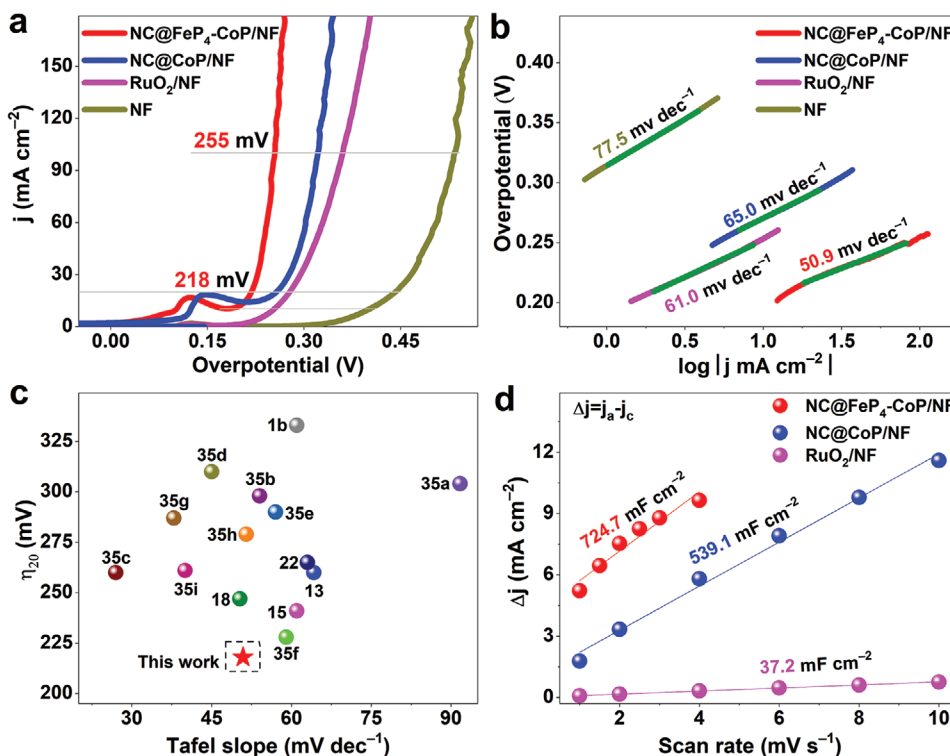 a
NC@FeP₄-CoP/NF
NC@CoP/NF
RuO₂/NF
NF
255 mV
218 mV
150
120
90
60
30
0
0.00
0.15
0.30
0.45
j (mA cm⁻²)
Overpotential (V)
b
NC@FeP₄-CoP/NF
NC@CoP/NF
RuO₂/NF
NF
77.5 mv dec⁻¹
65.0 mv dec⁻¹
61.0 mv dec⁻¹
50.9 mv dec⁻¹
0.40
0.35
0.30
0.25
0.20
0.0
0.5
1.0
1.5
2.0
Overpotential (V)
log |j mA cm⁻²|
c
1b
35d
35b
35a
35g
35e
35h
35c
22
35i
13
18
15
35f
This work
325
300
275
250
225
200
30
45
60
75
90
η₂₀ (mV)
Tafel slope (mV dec⁻¹)
d
Δj=jₐ-j꜀
NC@FeP₄-CoP/NF
NC@CoP/NF
RuO₂/NF
724.7 mF cm⁻²
539.1 mF cm⁻²
37.2 mF cm⁻²
12
9
6
3
0
2
4
6
8
10
Δj (mA cm⁻²)
Scan rate (mV s⁻¹)